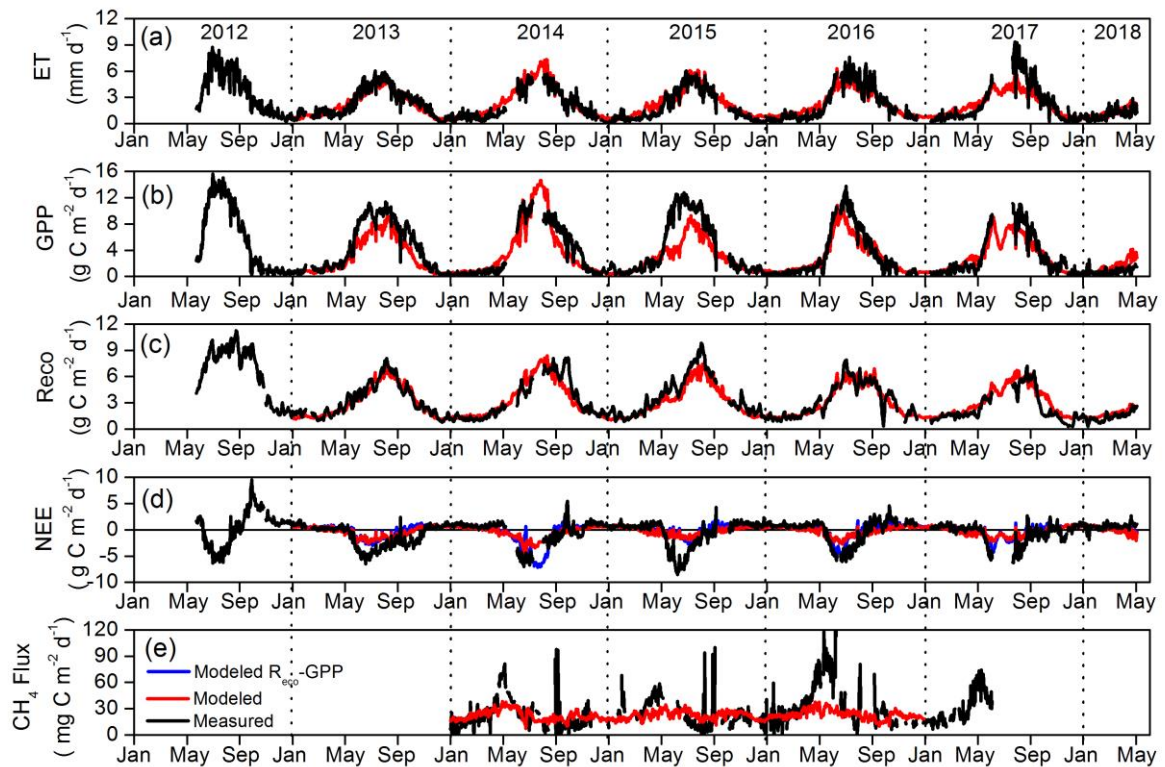 2012 2013 2014 2015 2016 2017 2018
(a)
ET
(mm d⁻¹)
12
9
6
3
0
Jan May Sep Jan May Sep Jan May Sep Jan May Sep Jan May Sep Jan May Sep Jan May
(b)
GPP
(g C m⁻² d⁻¹)
16
12
8
4
0
Jan May Sep Jan May Sep Jan May Sep Jan May Sep Jan May Sep Jan May Sep Jan May
(c)
Reco
(g C m⁻² d⁻¹)
12
9
6
3
0
Jan May Sep Jan May Sep Jan May Sep Jan May Sep Jan May Sep Jan May Sep Jan May
(d)
NEE
( g C m⁻² d⁻¹)
10
5
0
-5
-10
Jan May Sep Jan May Sep Jan May Sep Jan May Sep Jan May Sep Jan May Sep Jan May
(e)
CH₄ Flux
( mg C m⁻² d⁻¹)
120
90
60
30
0
Modeled R_eco-GPP
Modeled
Measured
Jan May Sep Jan May Sep Jan May Sep Jan May Sep Jan May Sep Jan May Sep Jan May